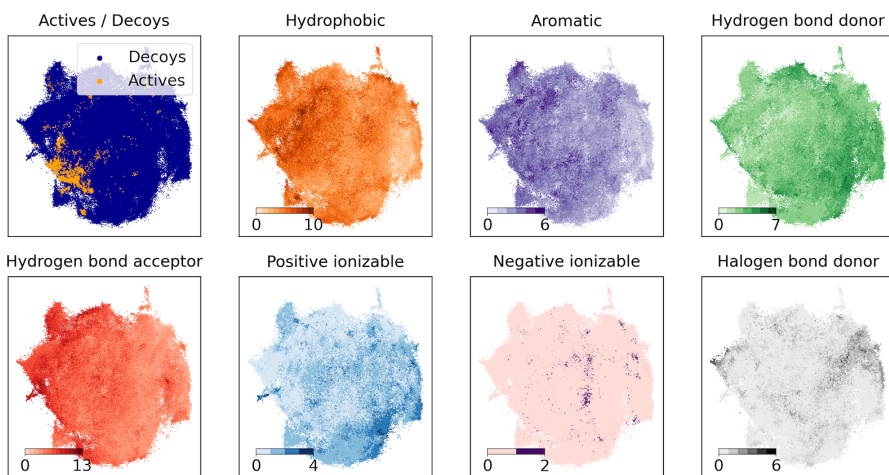 Actives / Decoys
Decoys
Actives
Hydrophobic
0 10
Aromatic
0 6
Hydrogen bond donor
0 7
Hydrogen bond acceptor
0 13
Positive ionizable
0 4
Negative ionizable
0 2
Halogen bond donor
0 6